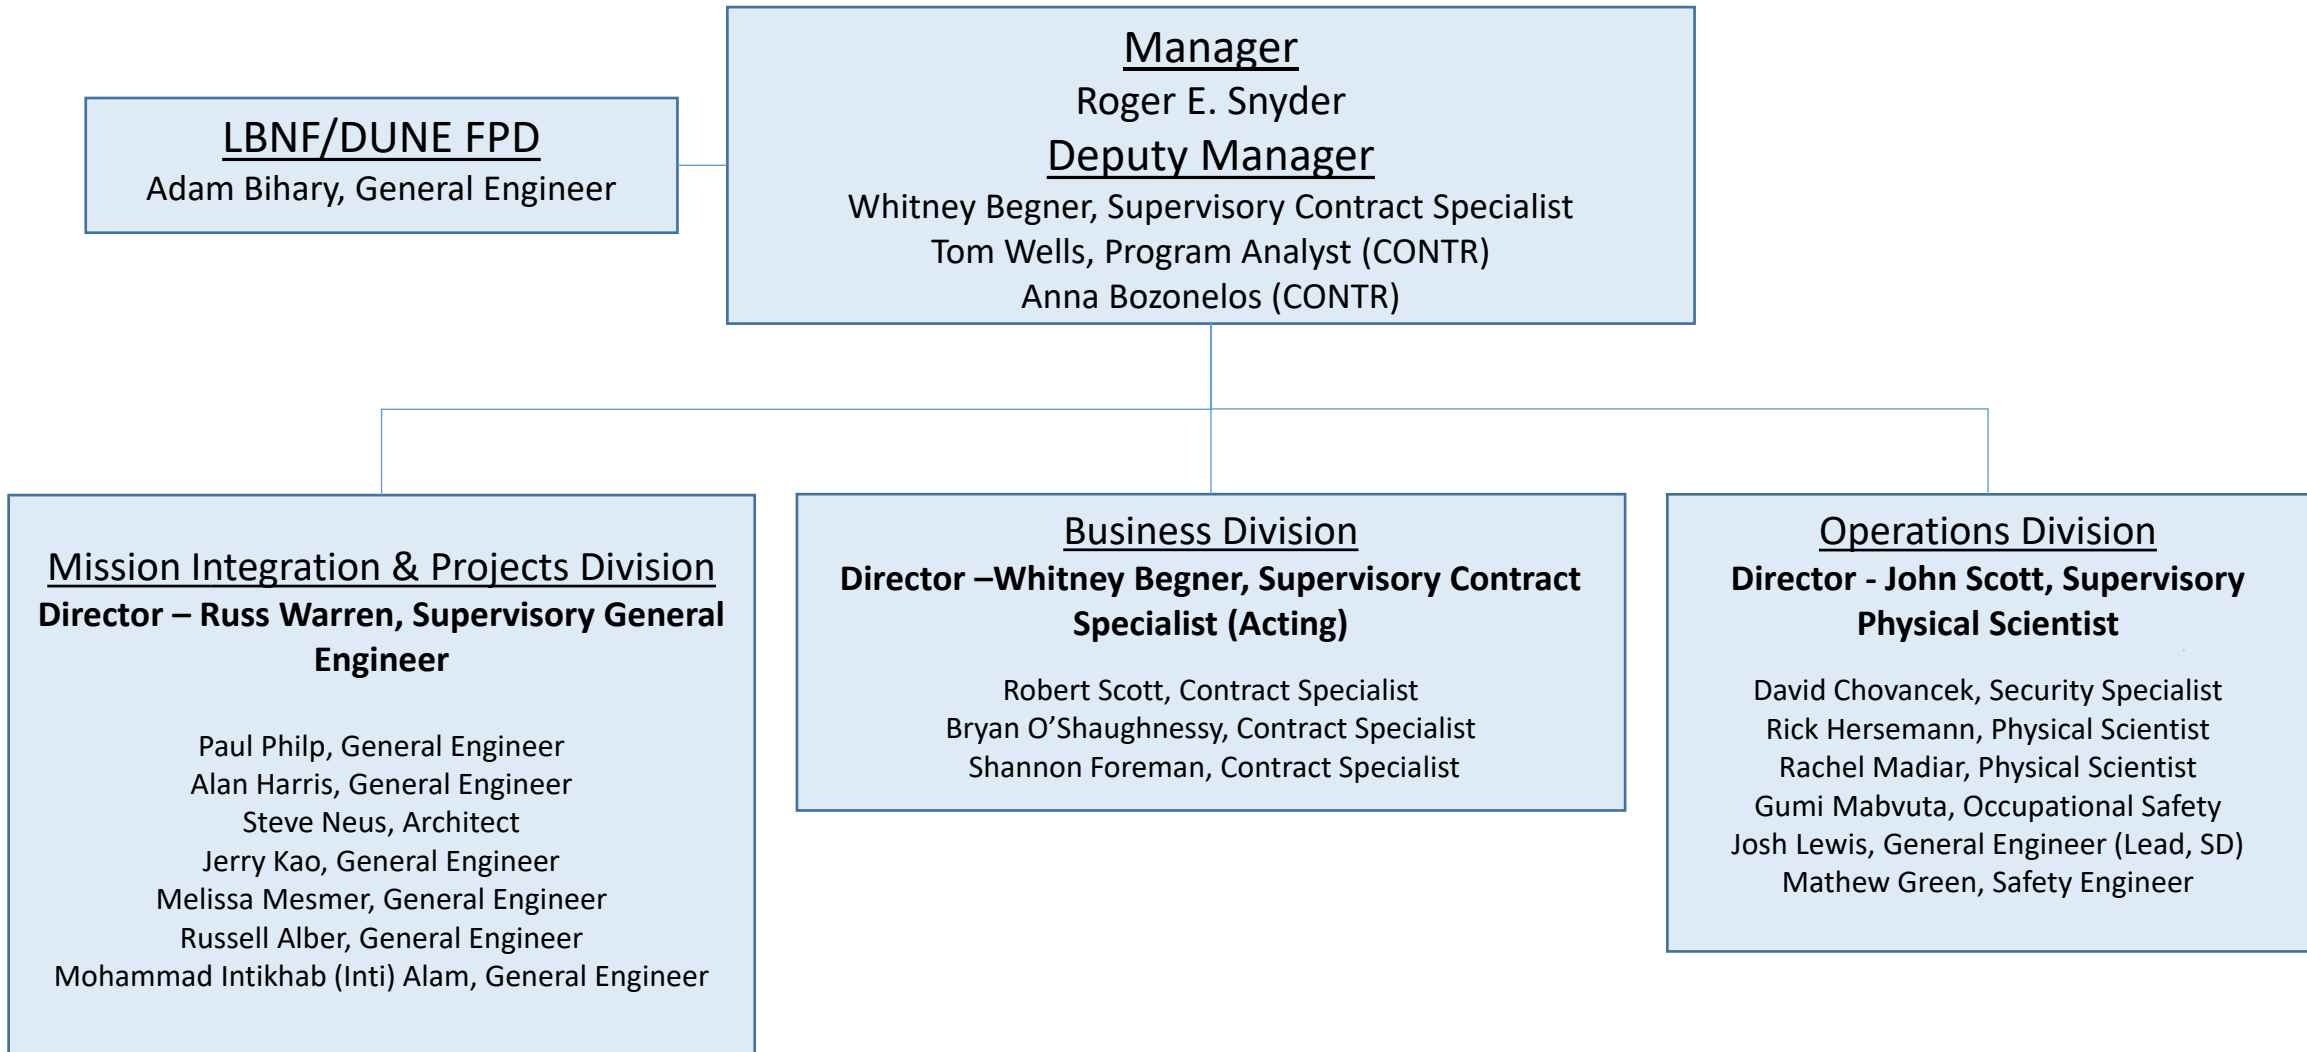 Manager
Roger E. Snyder
Deputy Manager
Whitney Begner, Supervisory Contract Specialist
Tom Wells, Program Analyst (CONTR)
Anna Bozonelos (CONTR)
LBNF/DUNE FPD
Adam Bihary, General Engineer
Mission Integration & Projects Division
Director – Russ Warren, Supervisory General
Engineer
Paul Philp, General Engineer
Alan Harris, General Engineer
Steve Neus, Architect
Jerry Kao, General Engineer
Melissa Mesmer, General Engineer
Russell Alber, General Engineer
Mohammad Intikhab (Inti) Alam, General Engineer
Business Division
Director –Whitney Begner, Supervisory Contract
Specialist (Acting)
Robert Scott, Contract Specialist
Bryan O’Shaughnessy, Contract Specialist
Shannon Foreman, Contract Specialist
Operations Division
Director - John Scott, Supervisory
Physical Scientist
David Chovancek, Security Specialist
Rick Hersemann, Physical Scientist
Rachel Madiar, Physical Scientist
Gumi Mabvuta, Occupational Safety
Josh Lewis, General Engineer (Lead, SD)
Mathew Green, Safety Engineer